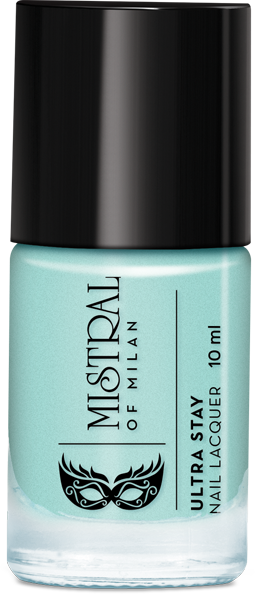 MISTRAL
OF MILAN
ULTRA STAY
NAIL LACQUER 10 ml